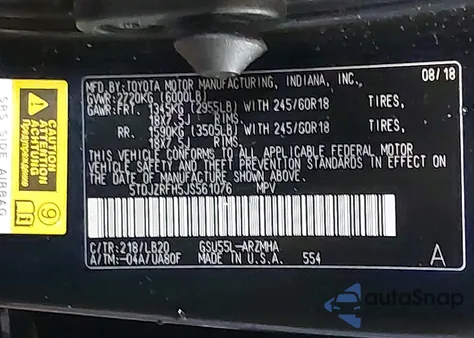 MFD. BY: TOYOTA MOTOR MANUFACTURING, INDIANA, INC. 08/18
GVWR: 2720KG (6000LB)
GAWR: FRT. 1345KG (2955LB) WITH 245/60R18 TIRES,
18X7.5J RIMS
RR. 1590KG (3505LB) WITH 245/60R18 TIRES,
18X7.5J RIMS
THIS VEHICLE CONFORMS TO ALL APPLICABLE FEDERAL MOTOR
VEHICLE SAFETY AND THEFT PREVENTION STANDARDS IN EFFECT ON
THE DATE OF MANUFACTURE SHOWN ABOVE.
5TDJZRFH5JS561076 MPV
C/TR: 218/LB20 GSU55L-ARZMHA
A/TM: -04A/UA80F MADE IN U.S.A. 554 A
SRS SIDE AIRBAG
CAUTION
ATTENTION
ACHTUNG
9
autoSnap